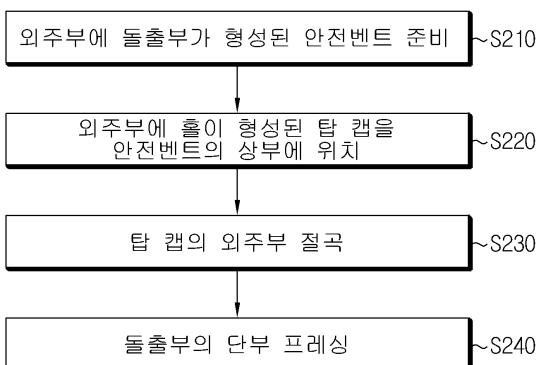 외주부에 돌출부가 형성된 안전벤트 준비 ~S210
외주부에 홀이 형성된 탑 캡을
안전벤트의 상부에 위치 ~S220
탑 캡의 외주부 절곡 ~S230
돌출부의 단부 프레싱 ~S240